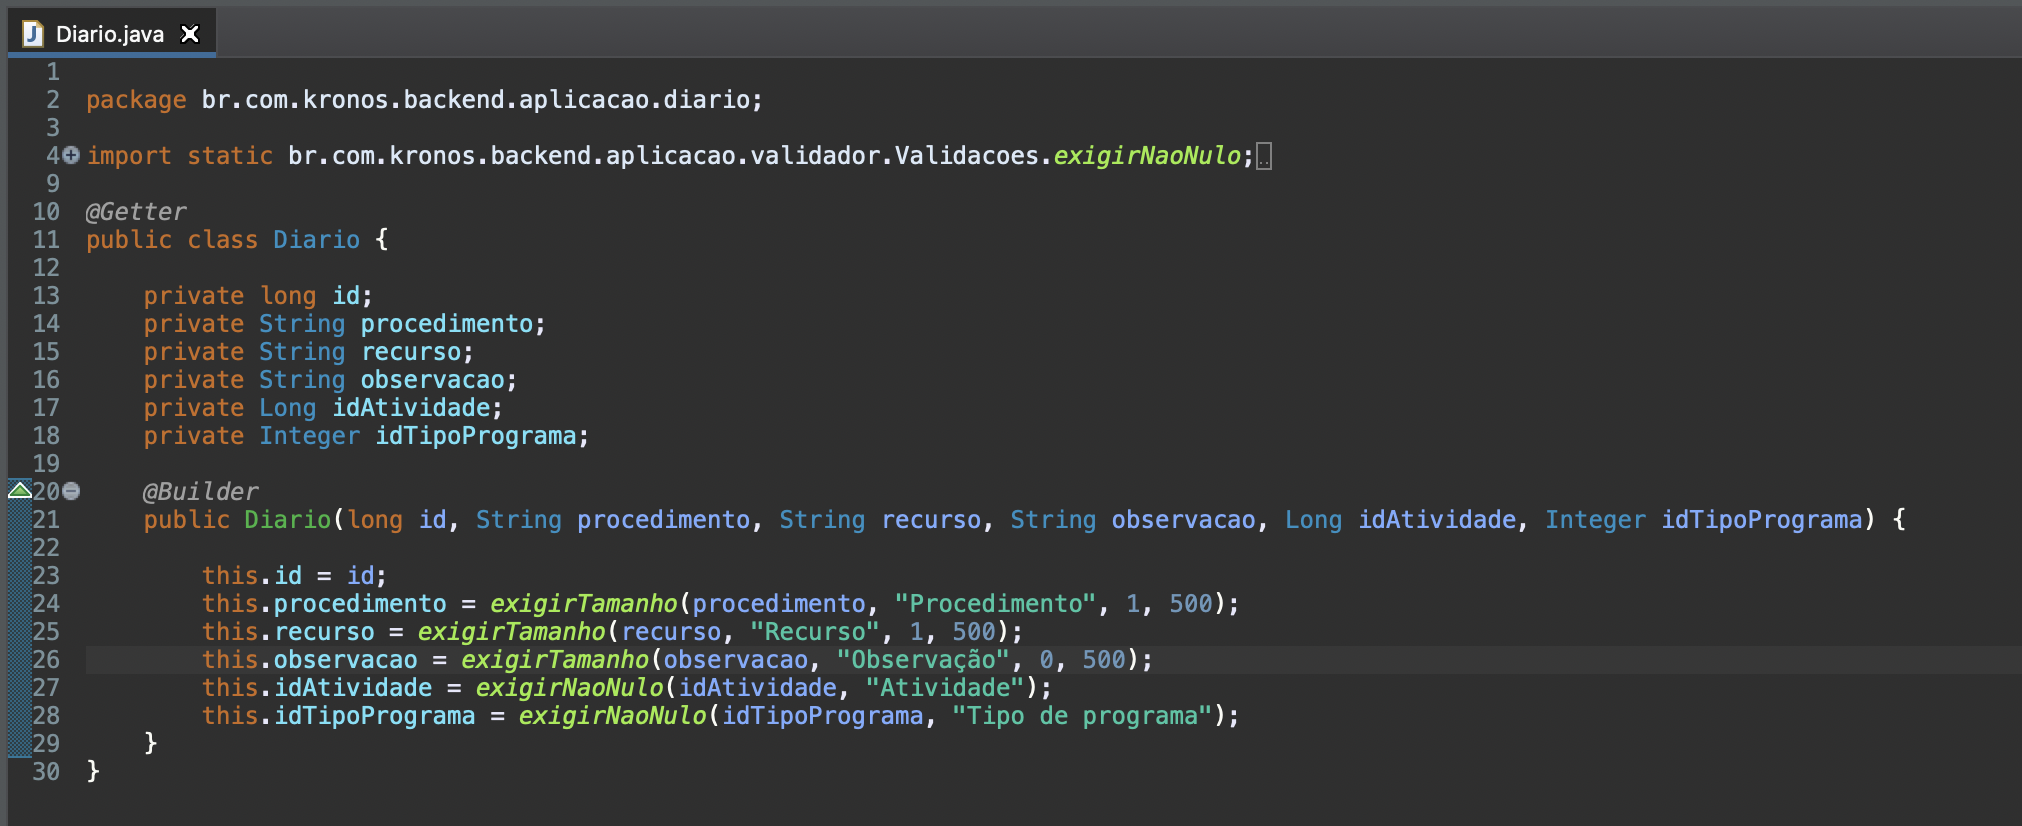 Diario.java
1
2 package br.com.kronos.backend.aplicacao.diario;
3
4 import static br.com.kronos.backend.aplicacao.validador.Validacoes.exigirNaoNulo;
9
10 @Getter
11 public class Diario {
12
13 private long id;
14 private String procedimento;
15 private String recurso;
16 private String observacao;
17 private Long idAtividade;
18 private Integer idTipoPrograma;
19
20 @Builder
21 public Diario(long id, String procedimento, String recurso, String observacao, Long idAtividade, Integer idTipoPrograma) {
22
23 this.id = id;
24 this.procedimento = exigirTamanho(procedimento, "Procedimento", 1, 500);
25 this.recurso = exigirTamanho(recurso, "Recurso", 1, 500);
26 this.observacao = exigirTamanho(observacao, "Observação", 0, 500);
27 this.idAtividade = exigirNaoNulo(idAtividade, "Atividade");
28 this.idTipoPrograma = exigirNaoNulo(idTipoPrograma, "Tipo de programa");
29 }
30 }